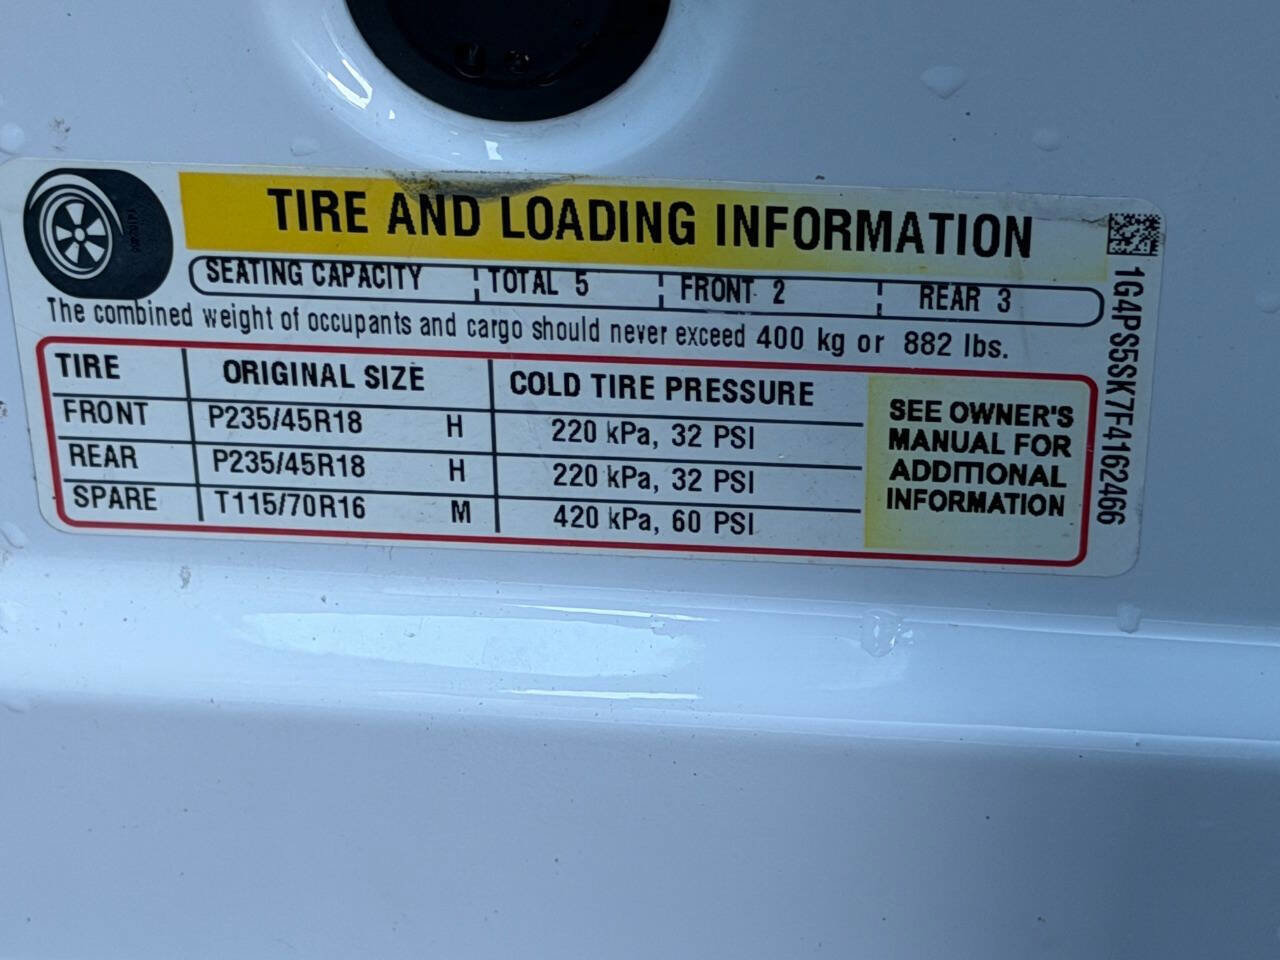 TIRE AND LOADING INFORMATION
SEATING CAPACITY TOTAL 5 FRONT 2 REAR 3
The combined weight of occupants and cargo should never exceed 400 kg or 882 lbs.
TIRE ORIGINAL SIZE COLD TIRE PRESSURE
FRONT P235/45R18 H 220 kPa, 32 PSI
REAR P235/45R18 H 220 kPa, 32 PSI
SPARE T115/70R16 M 420 kPa, 60 PSI
SEE OWNER'S
MANUAL FOR
ADDITIONAL
INFORMATION
1G4PS5SK7F4162466